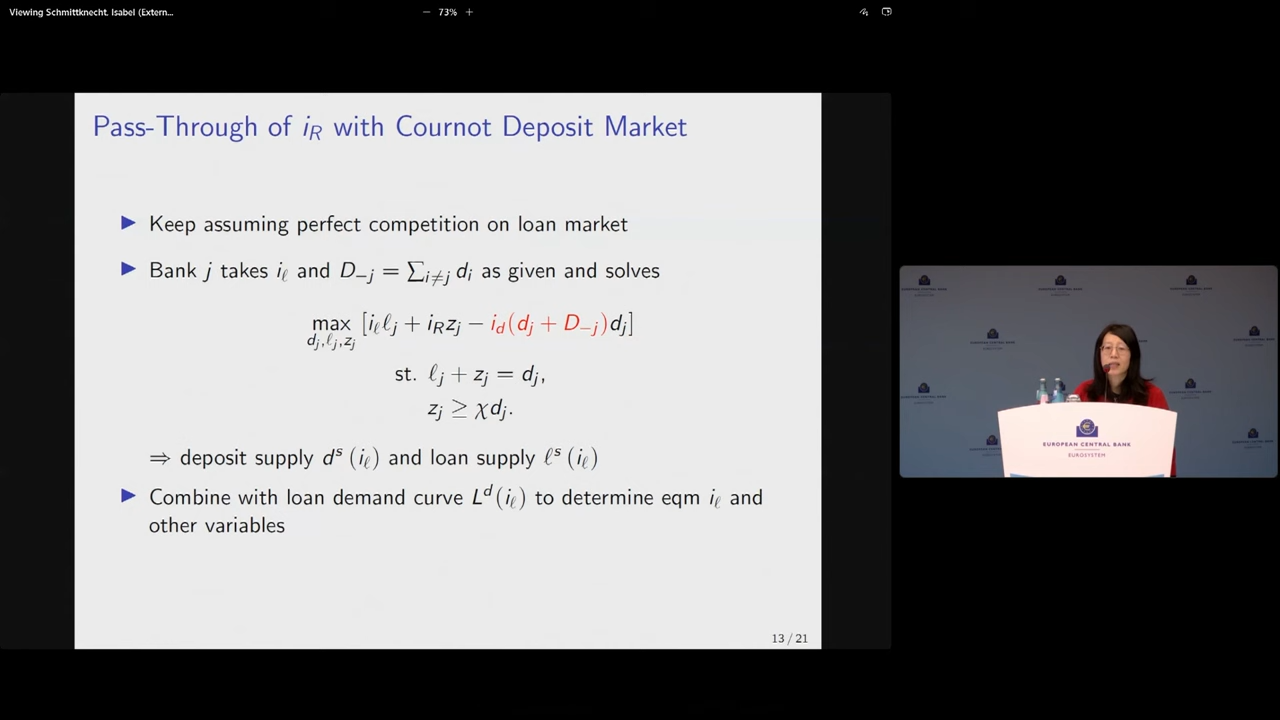 Viewing Schmittknecht. Isabel (Extern...
73%
Pass-Through of i_R with Cournot Deposit Market
Keep assuming perfect competition on loan market
Bank j takes i_ℓ and D_{−j} = ∑_{i≠j} d_i as given and solves
max_{d_j,ℓ_j,z_j} [i_ℓ ℓ_j + i_R z_j − i_d(d_j + D_{−j})d_j]
st. ℓ_j + z_j = d_j,
z_j ≥ χd_j.
⇒ deposit supply d^s (i_ℓ) and loan supply ℓ^s (i_ℓ)
Combine with loan demand curve L^d(i_ℓ) to determine eqm i_ℓ and
other variables
13 / 21
EUROPEAN CENTRAL BANK
EUROSYSTEM